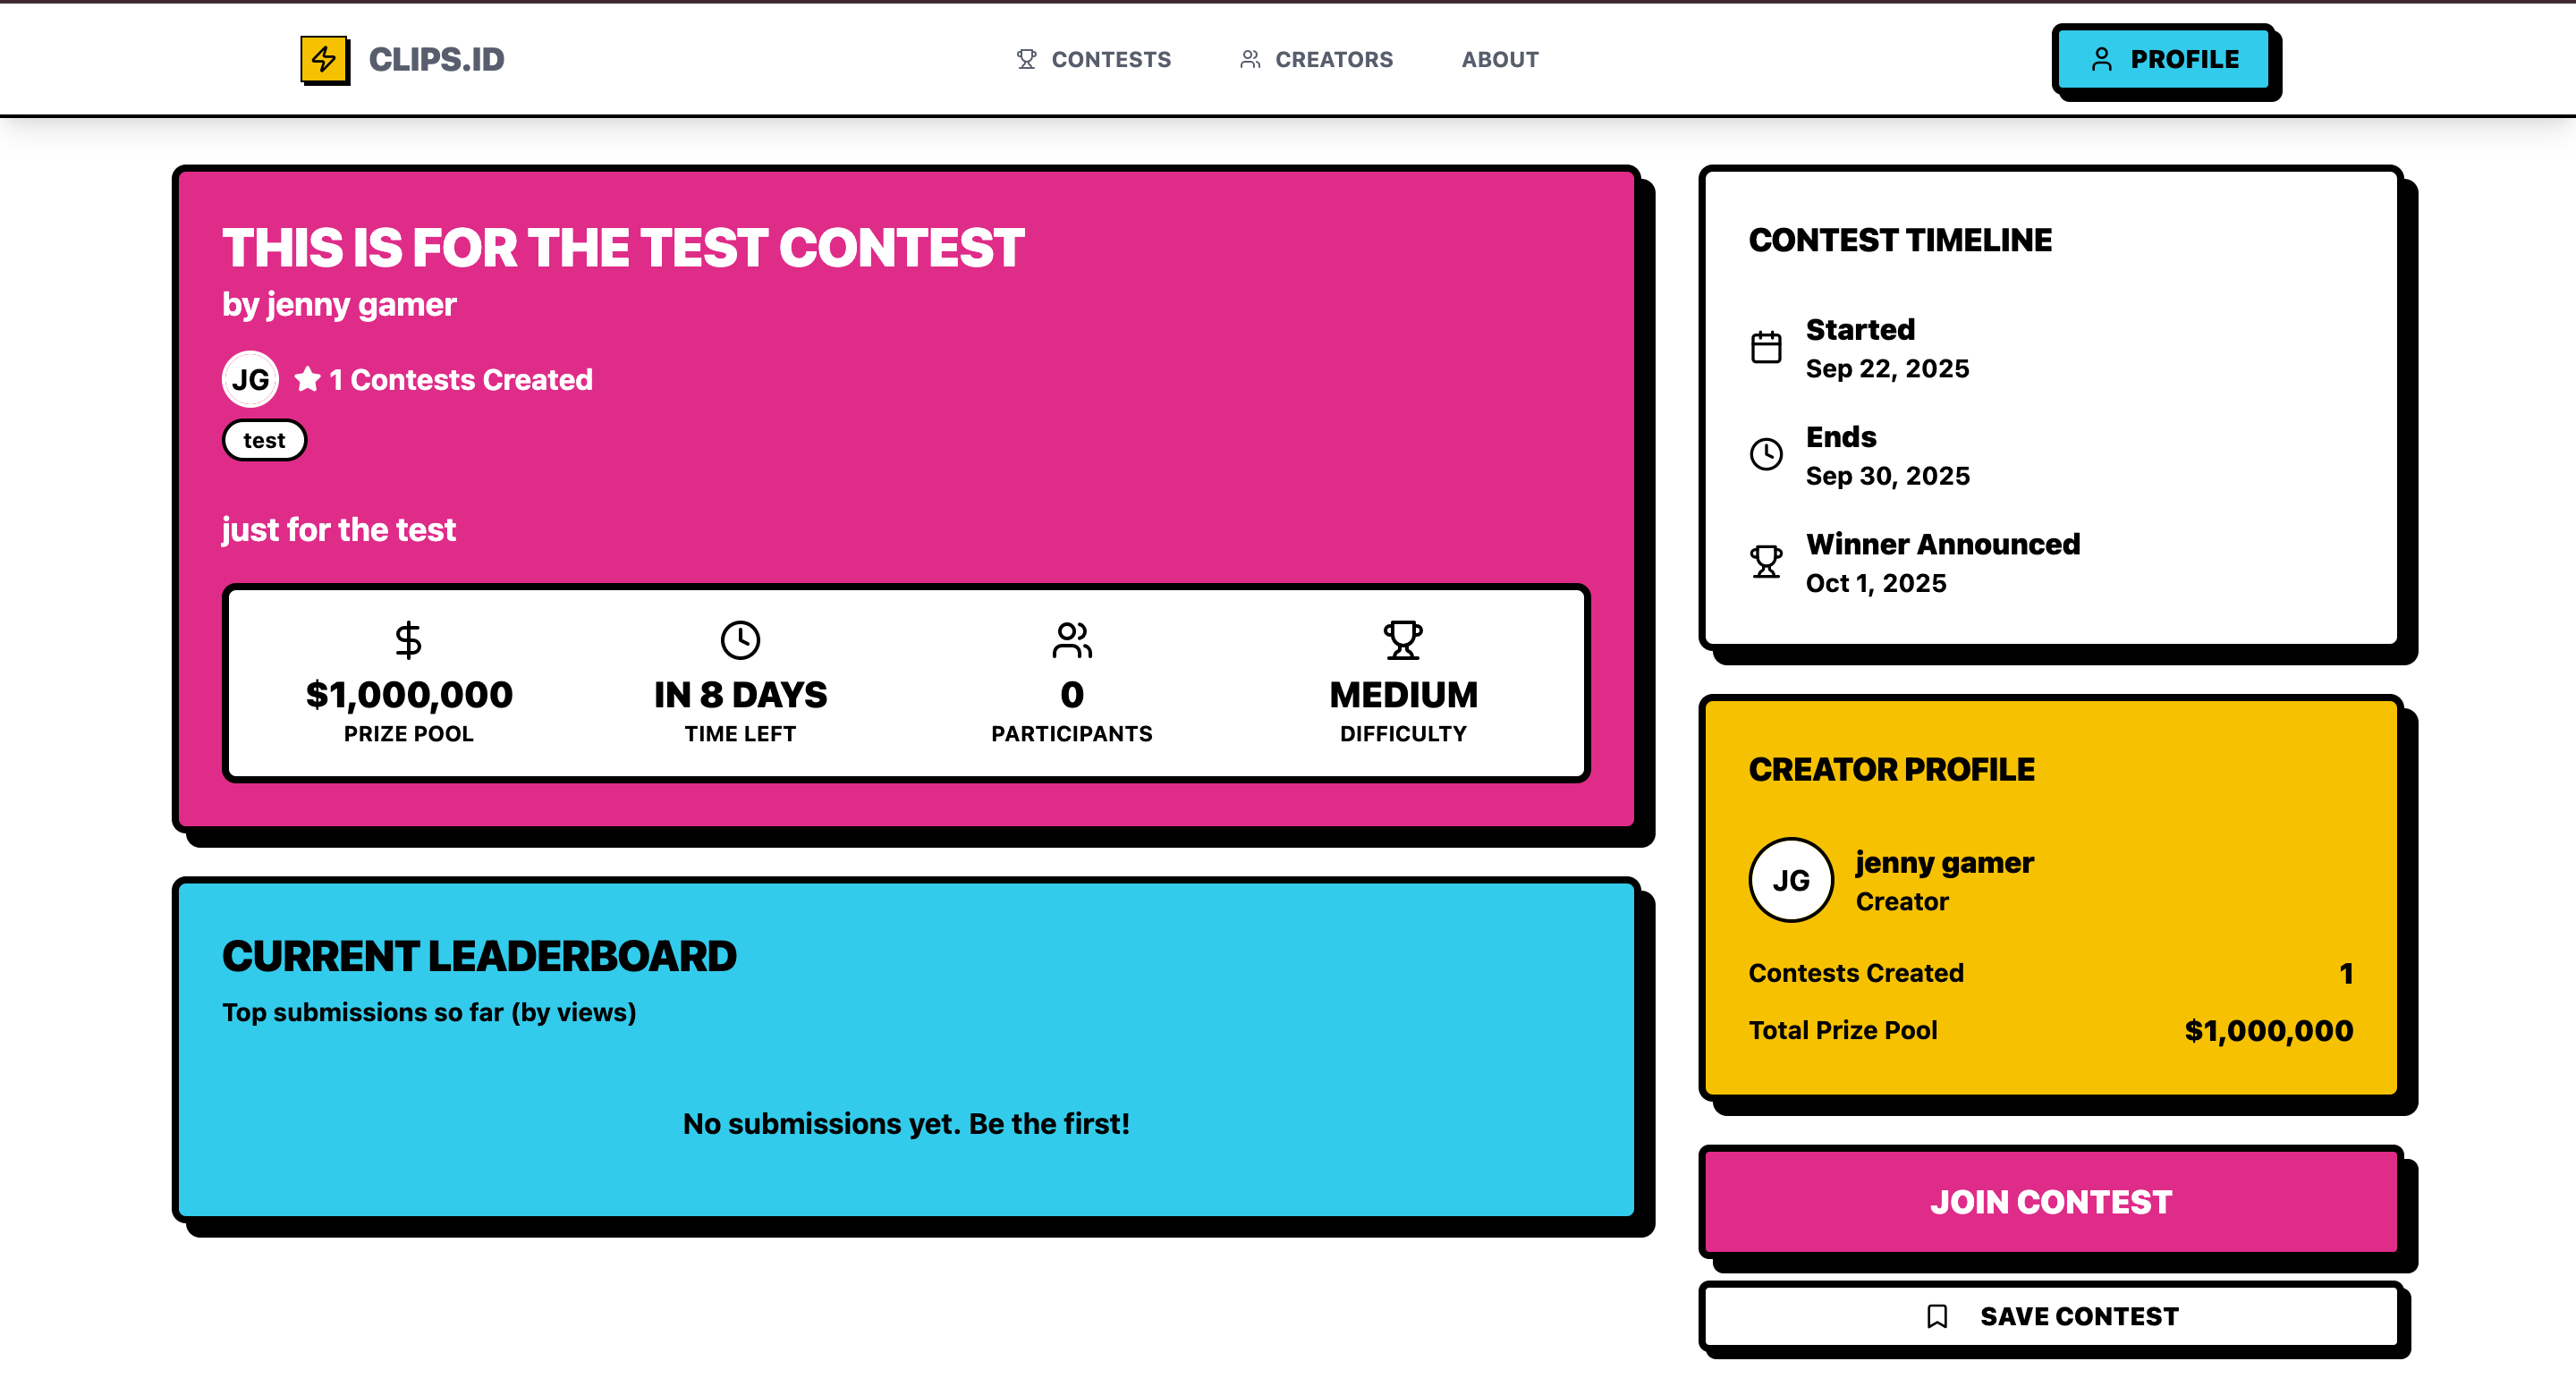 CLIPS.ID
CONTESTS
CREATORS
ABOUT
PROFILE
THIS IS FOR THE TEST CONTEST
by jenny gamer
JG
1 Contests Created
test
just for the test
$1,000,000
PRIZE POOL
IN 8 DAYS
TIME LEFT
0
PARTICIPANTS
MEDIUM
DIFFICULTY
CURRENT LEADERBOARD
Top submissions so far (by views)
No submissions yet. Be the first!
CONTEST TIMELINE
Started
Sep 22, 2025
Ends
Sep 30, 2025
Winner Announced
Oct 1, 2025
CREATOR PROFILE
JG
jenny gamer
Creator
Contests Created 1
Total Prize Pool $1,000,000
JOIN CONTEST
SAVE CONTEST